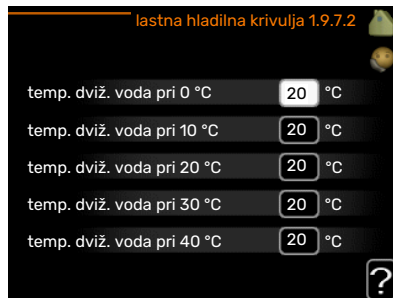 lastna hladilna krivulja 1.9.7.2
temp. dviž. voda pri 0 °C 20 °C
temp. dviž. voda pri 10 °C 20 °C
temp. dviž. voda pri 20 °C 20 °C
temp. dviž. voda pri 30 °C 20 °C
temp. dviž. voda pri 40 °C 20 °C
?